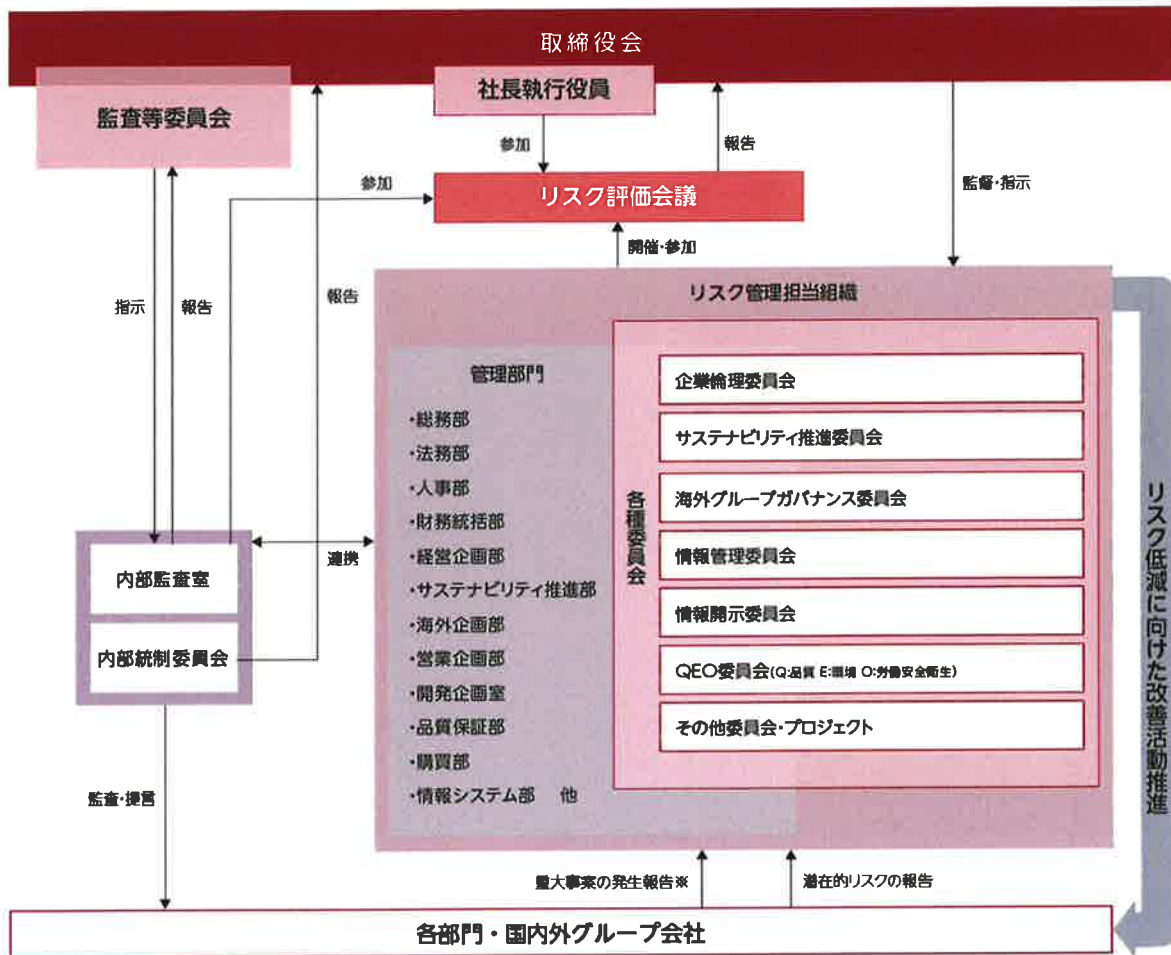 取締役会
監査等委員会
社長執行役員
参加
報告
参加
リスク評価会議
監督・指示
開催・参加
指示
報告
報告
リスク管理担当組織
管理部門
・総務部
・法務部
・人事部
・財務統括部
・経営企画部
・サステナビリティ推進部
・海外企画部
・営業企画部
・開発企画室
・品質保証部
・購買部
・情報システム部 他
各種委員会
企業倫理委員会
サステナビリティ推進委員会
海外グループガバナンス委員会
情報管理委員会
情報開示委員会
QEO委員会(Q:品質 E:環境 O:労働安全衛生)
その他委員会・プロジェクト
リスク低減に向けた改善活動推進
連携
内部監査室
内部統制委員会
監査・提言
重大事案の発生報告※
潜在的リスクの報告
各部門・国内外グループ会社